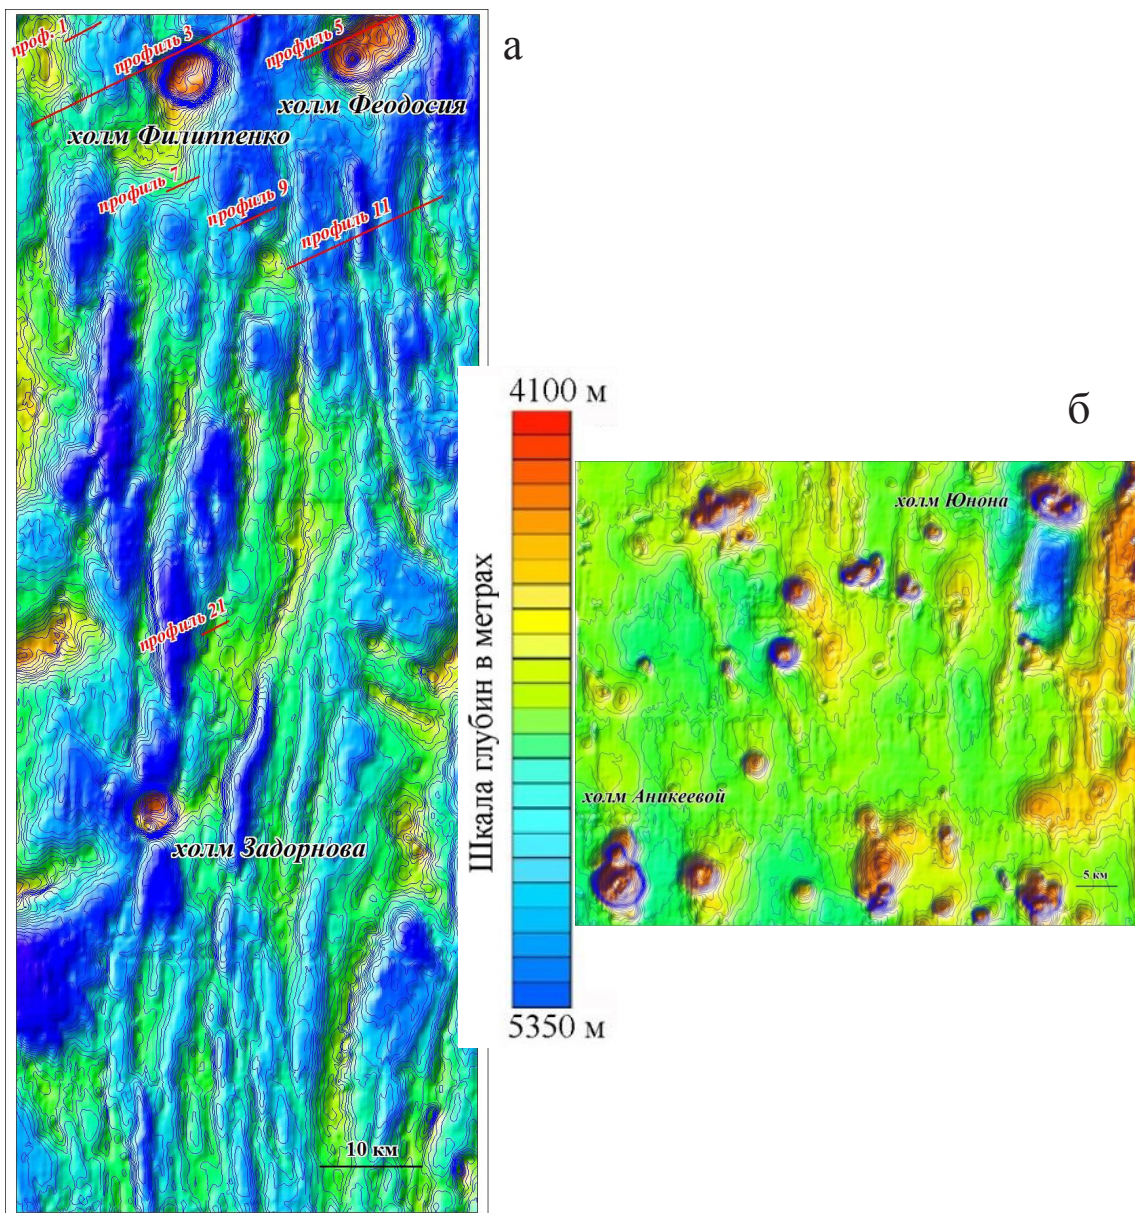 а
проф. 1
профиль 3
профиль 5
холм Феодосия
холм Филиппенко
профиль 7
профиль 9
профиль 11
профиль 21
холм Задорнова
10 км
4100 м
Шкала глубин в метрах
5350 м
б
холм Юнона
холм Аникеевой
5 км